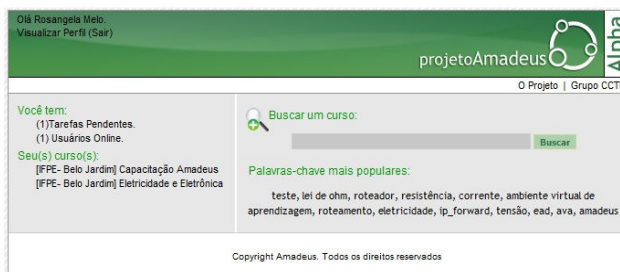 Olá Rosangela Melo.
Visualizar Perfil (Sair)
projetoAmadeus
Alpha
O Projeto | Grupo CCT
Você tem:
(1)Tarefas Pendentes.
(1) Usuários Online.
Seu(s) curso(s):
[IFPE- Belo Jardim] Capacitação Amadeus
[IFPE- Belo Jardim] Eletricidade e Eletrônica
Buscar um curso:
Buscar
Palavras-chave mais populares:
teste, lei de ohm, roteador, resistência, corrente, ambiente virtual de
aprendizagem, roteamento, eletricidade, ip_forward, tensão, ead, ava, amadeus
Copyright Amadeus. Todos os direitos reservados